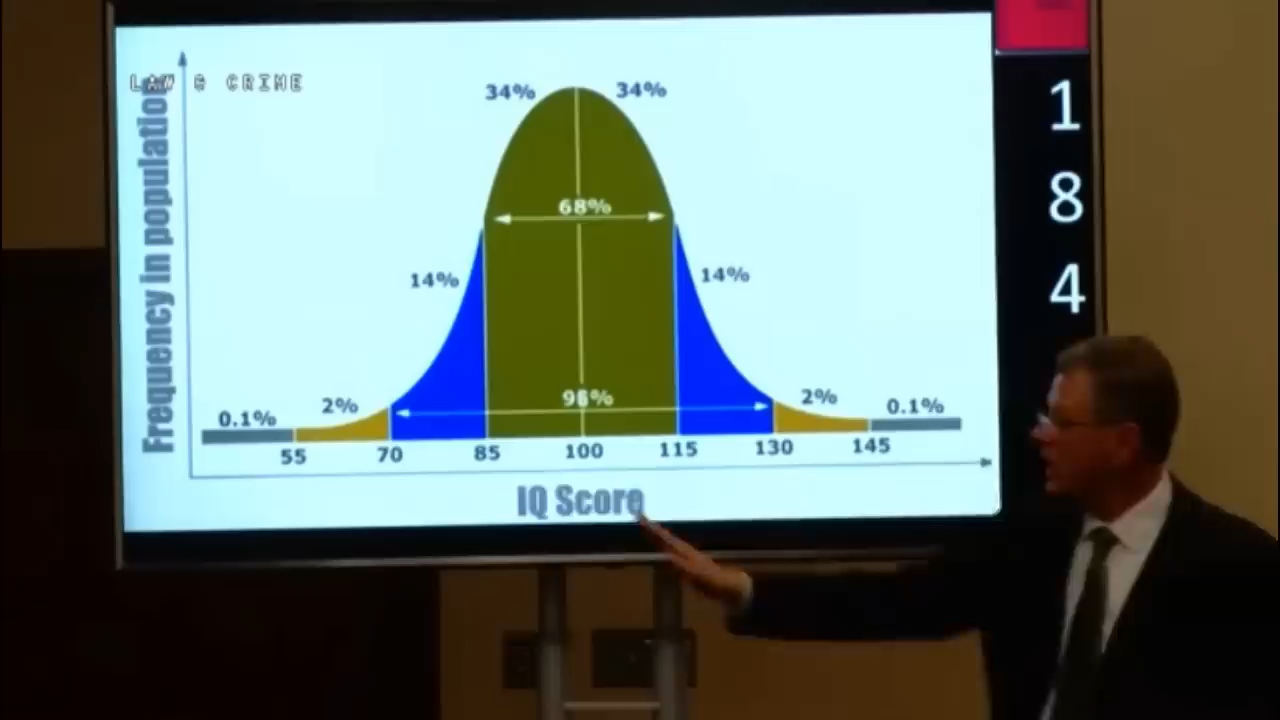 LAW & CRIME
Frequency in population
34% 34%
68%
14% 14%
96%
0.1% 2% 2% 0.1%
55 70 85 100 115 130 145
IQ Score
1
8
4